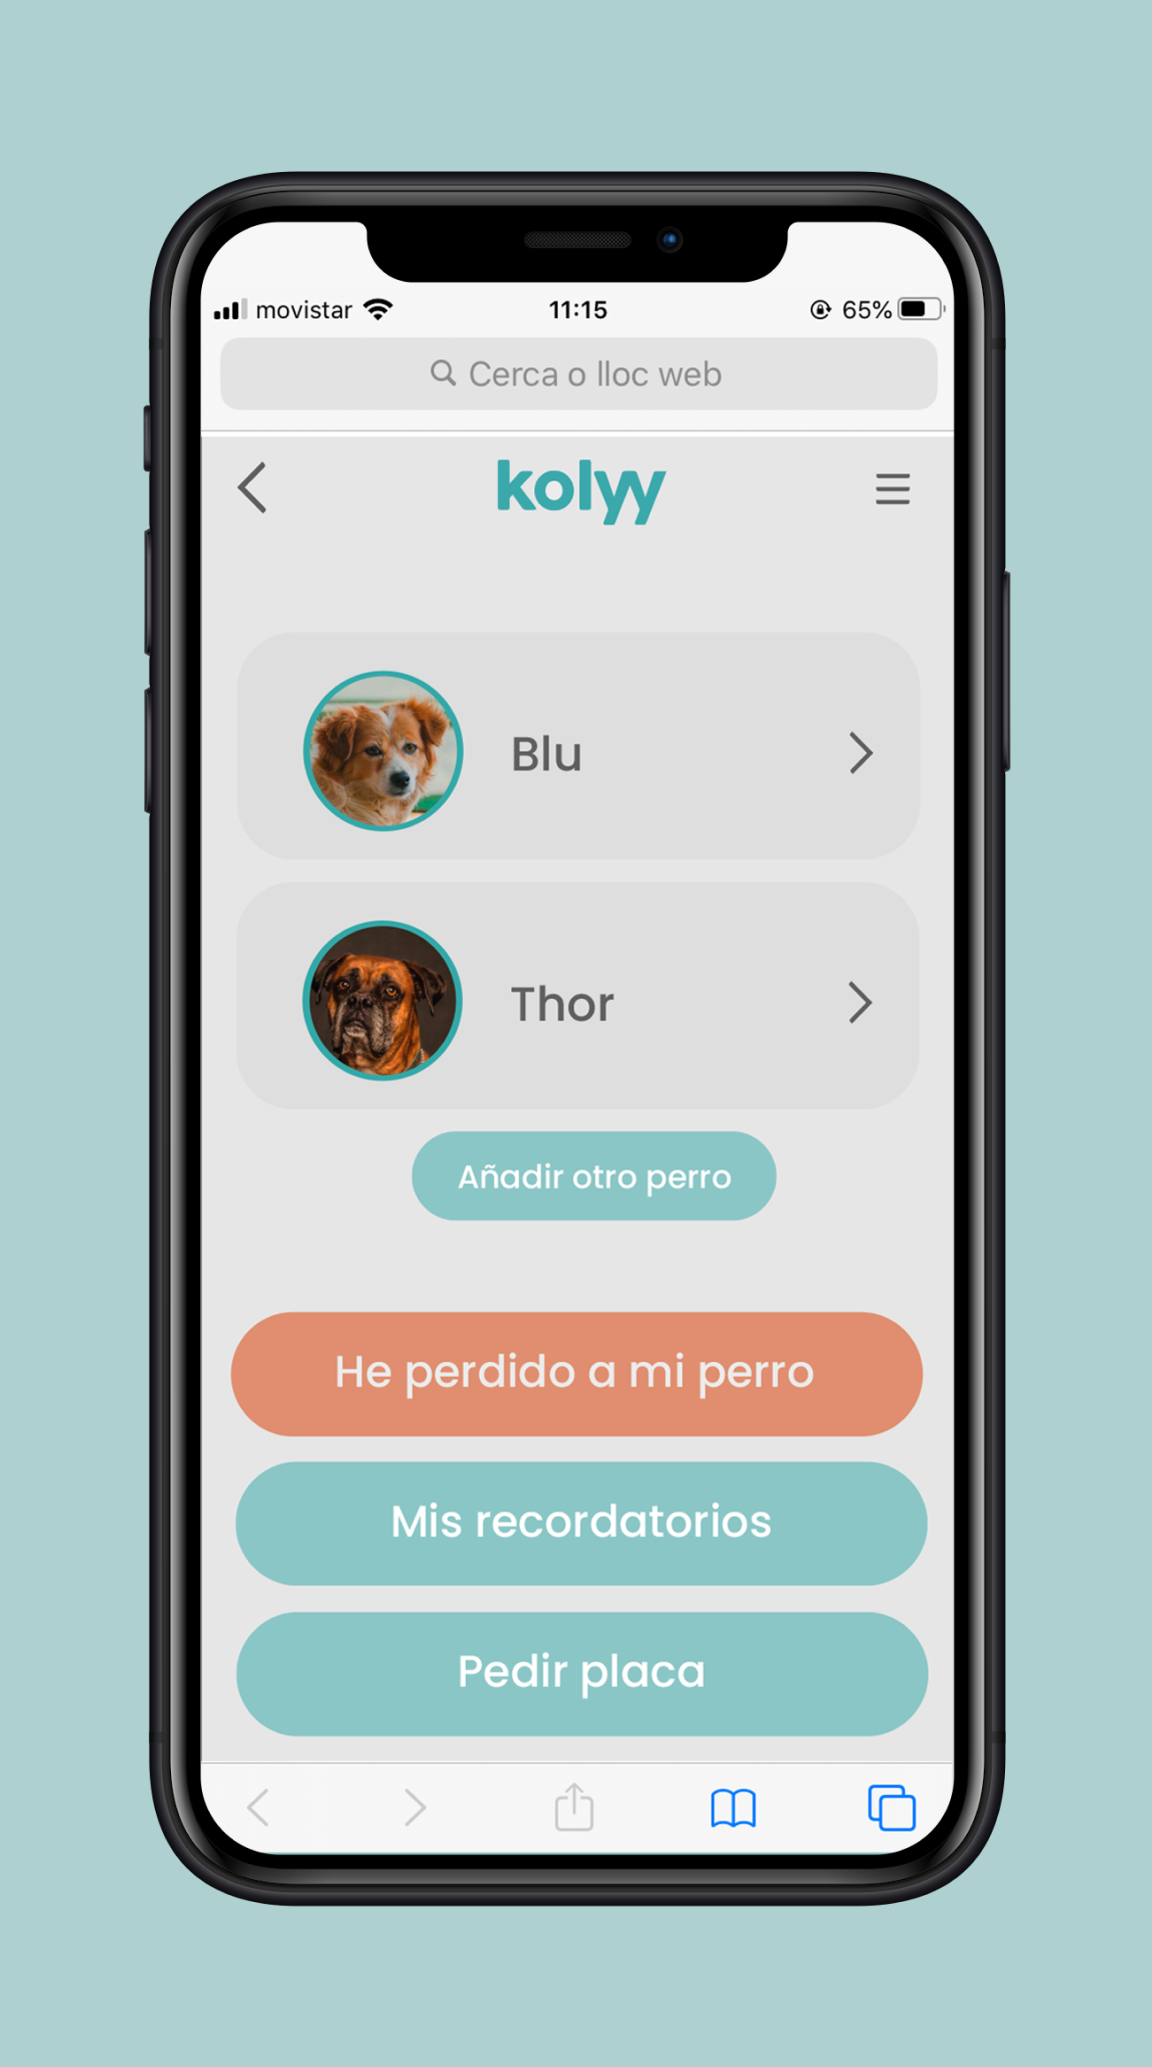 movistar 11:15 65%
Cerca o lloc web
kolyy
Blu
Thor
Añadir otro perro
He perdido a mi perro
Mis recordatorios
Pedir placa